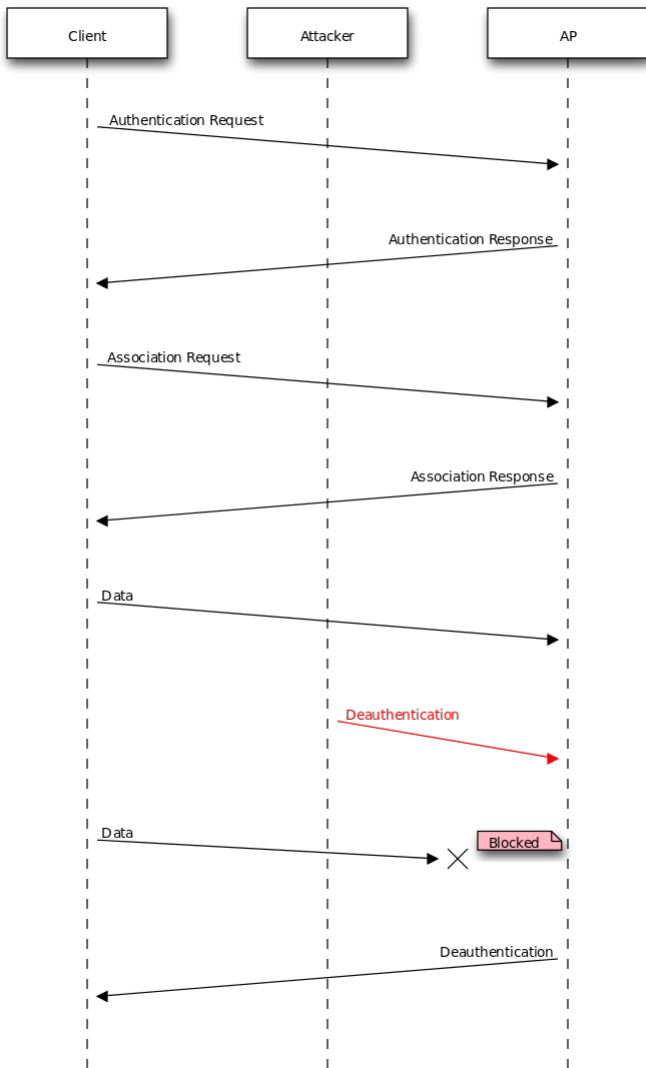 Client
Attacker
AP
Authentication Request
Authentication Response
Association Request
Association Response
Data
Deauthentication
Data
Blocked
Deauthentication